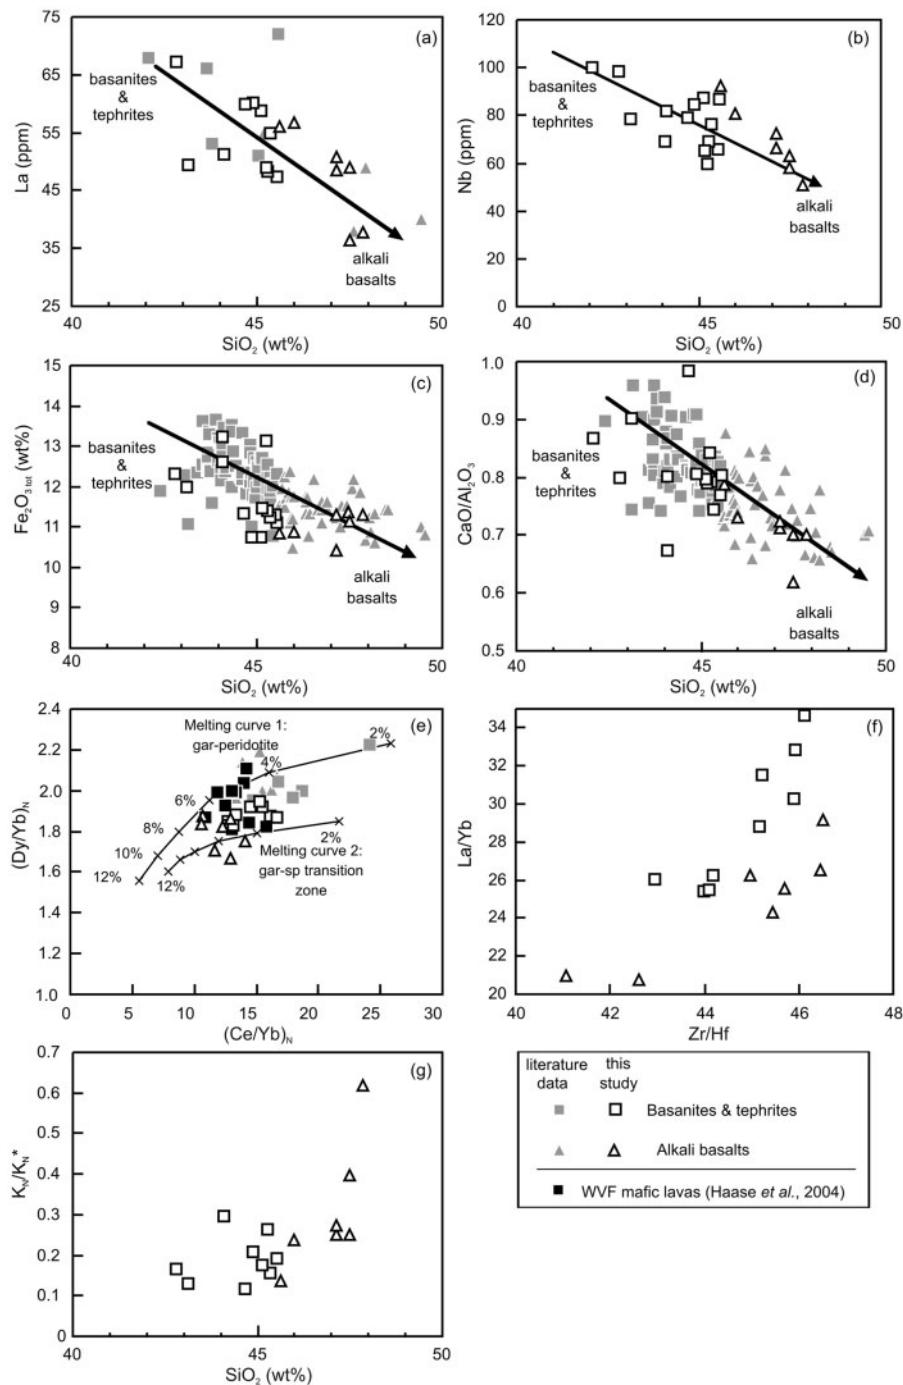 75
65
55
45
35
25
La (ppm)
(a)
basanites
&
tephrites
alkali
basalts
40
45
50
SiO₂ (wt%)
120
100
80
60
40
20
0
Nb (ppm)
(b)
basanites
&
tephrites
alkali
basalts
40
45
50
SiO₂ (wt%)
15
14
13
12
11
10
9
8
Fe₂O₃ tot (wt%)
(c)
basanites
&
tephrites
alkali
basalts
40
45
50
SiO₂ (wt%)
1.0
0.9
0.8
0.7
0.6
0.5
CaO/Al₂O₃
(d)
basanites
&
tephrites
alkali
basalts
40
45
50
SiO₂ (wt%)
2.4
2.2
2.0
1.8
1.6
1.4
1.2
1.0
(Dy/Yb)N
(e)
Melting curve 1:
gar-peridotite
2%
4%
6%
8%
10%
12%
2%
12%
Melting curve 2:
gar-sp transition
zone
0
5
10
15
20
25
30
(Ce/Yb)N
34
32
30
28
26
24
22
20
La/Yb
(f)
40
42
44
46
48
Zr/Hf
0.7
0.6
0.5
0.4
0.3
0.2
0.1
0
KN/KN*
(g)
40
45
50
SiO₂ (wt%)
literature this
data study
Basanites & tephrites
Alkali basalts
WVF mafic lavas (Haase et al., 2004)